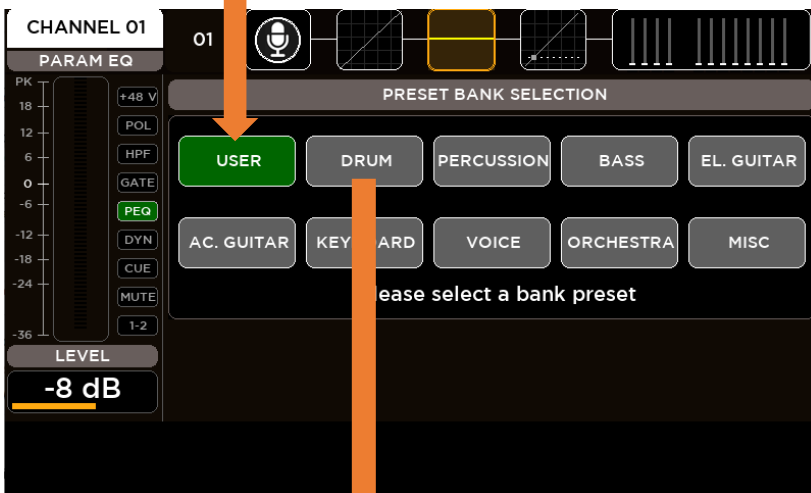 CHANNEL 01
PARAM EQ
01
PK
18
12
6
0
-6
-12
-18
-24
-36
+48 V
POL
HPF
GATE
PEQ
DYN
CUE
MUTE
1-2
LEVEL
-8 dB
PRESET BANK SELECTION
USER DRUM PERCUSSION BASS EL. GUITAR
AC. GUITAR VOICE ORCHESTRA MISC
select a bank preset